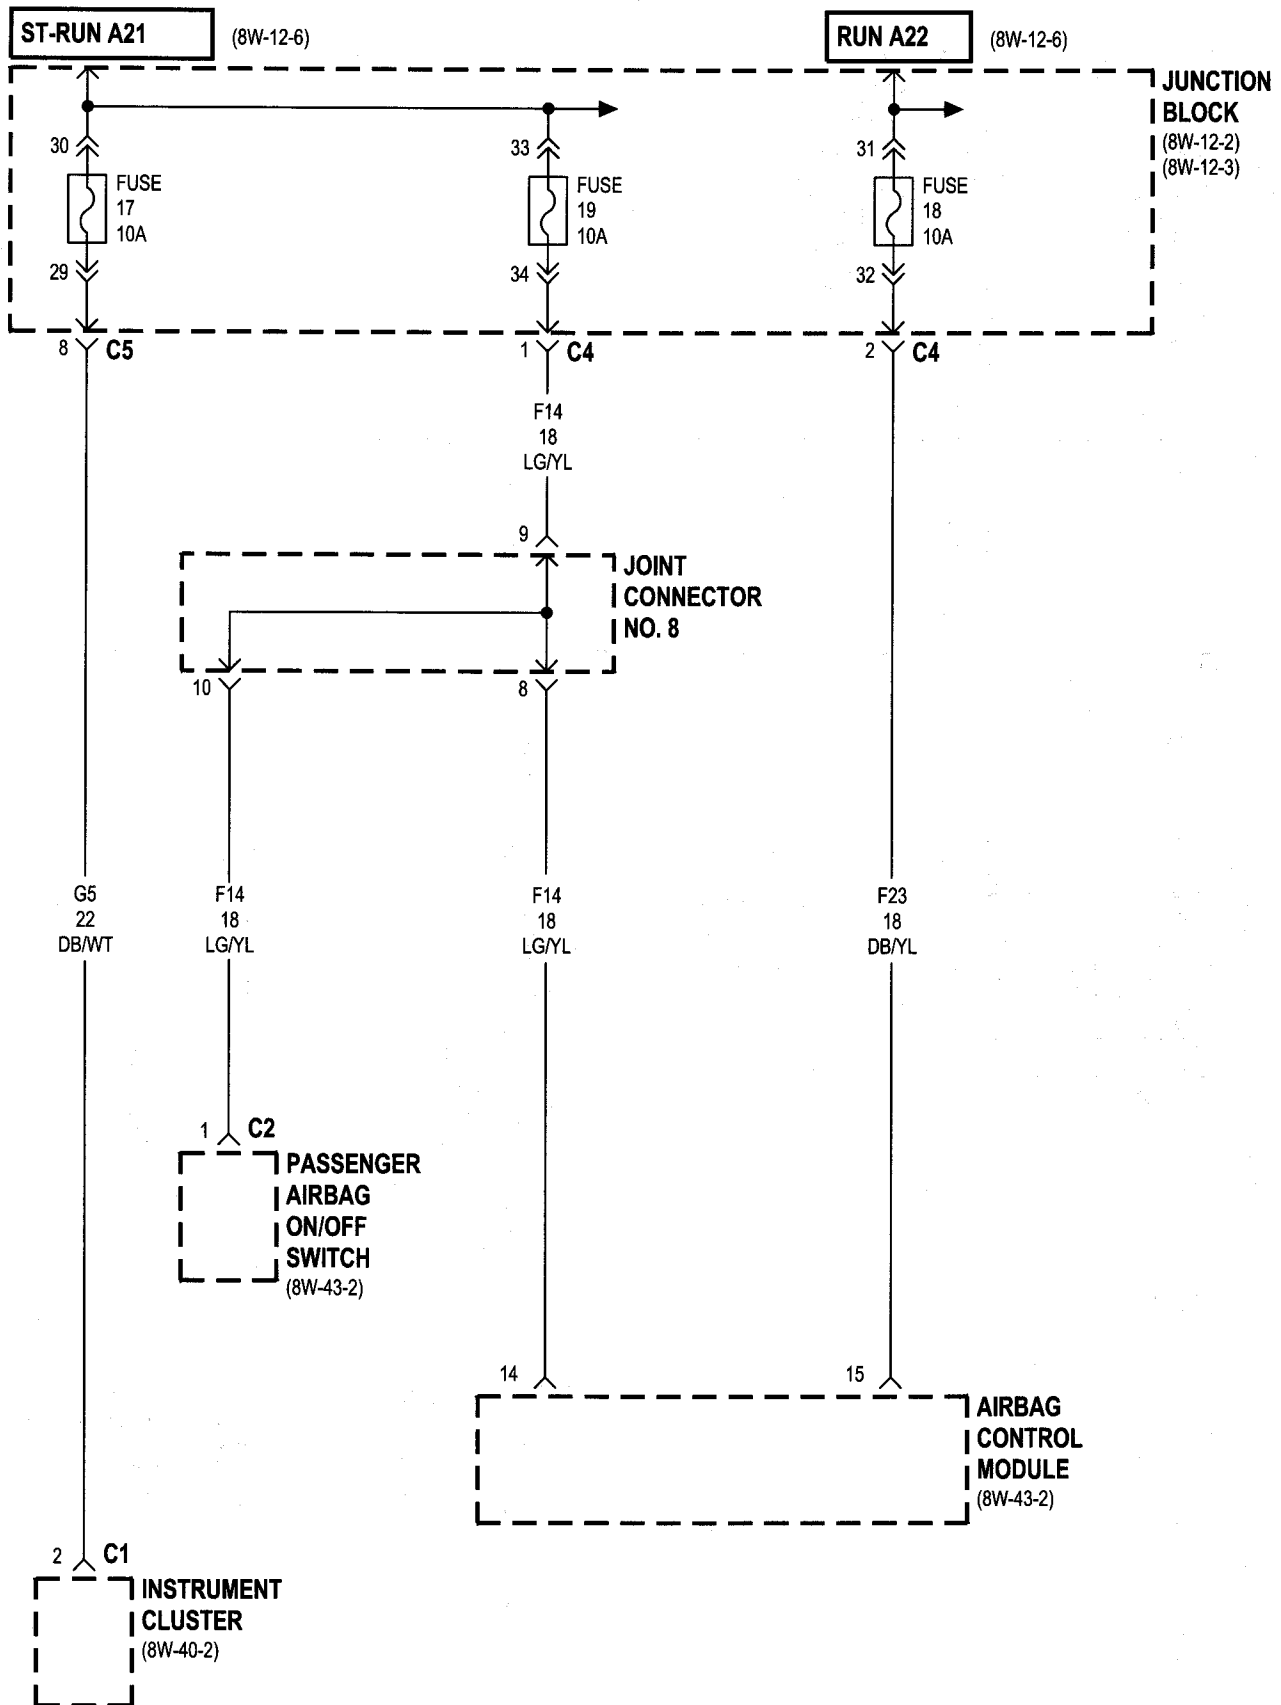 ST-RUN A21
(8W-12-6)
RUN A22
(8W-12-6)
JUNCTION
BLOCK
(8W-12-2)
(8W-12-3)
30
FUSE
17
10A
29
33
FUSE
19
10A
34
31
FUSE
18
10A
32
8
C5
1
C4
2
C4
F14
18
LG/YL
9
JOINT
CONNECTOR
NO. 8
10
8
G5
22
DB/WT
F14
18
LG/YL
F14
18
LG/YL
F23
18
DB/YL
1
C2
PASSENGER
AIRBAG
ON/OFF
SWITCH
(8W-43-2)
14
15
AIRBAG
CONTROL
MODULE
(8W-43-2)
2
C1
INSTRUMENT
CLUSTER
(8W-40-2)